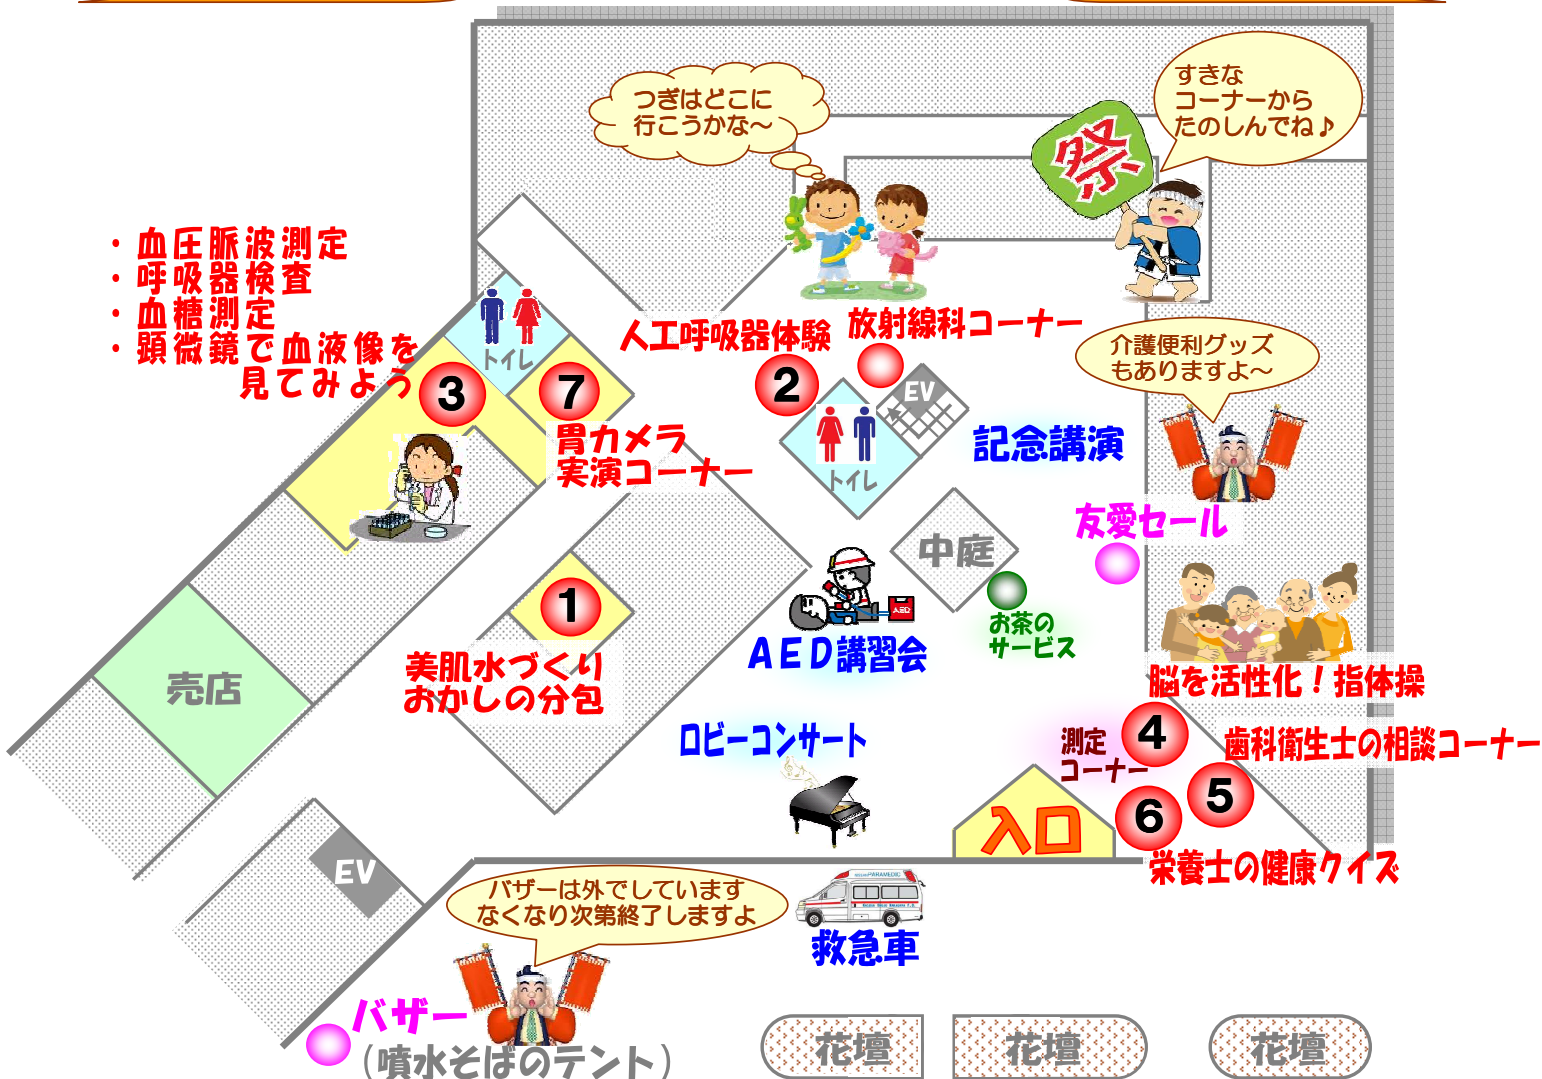 つぎはどこに
行こうかな～
すきな
コーナーから
たのしんでね♪
祭
・血圧脈波測定
・呼吸器検査
・血糖測定
・顕微鏡で血液像を
見てみよう
3
トイレ
7
胃カメラ
実演コーナー
人工呼吸器体験
2
放射線科コーナー
EV
トイレ
記念講演
介護便利グッズ
もありますよ～
友愛セール
中庭
お茶の
サービス
AED
ＡＥＤ講習会
1
美肌水づくり
おかしの分包
売店
ロビーコンサート
脳を活性化！指体操
測定
コーナー
4
歯科衛生士の相談コーナー
5
6
栄養士の健康クイズ
入口
EV
バザーは外でしています
なくなり次第終了しますよ
救急車
バザー
（噴水そばのテント）
花壇
花壇
花壇